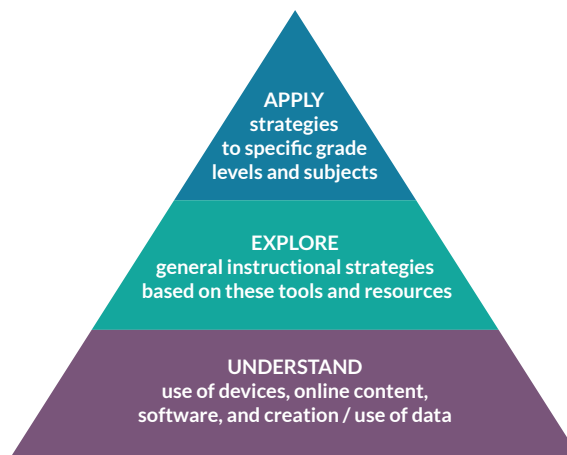 APPLY
strategies
to specific grade
levels and subjects
EXPLORE
general instructional strategies
based on these tools and resources
UNDERSTAND
use of devices, online content,
software, and creation / use of data